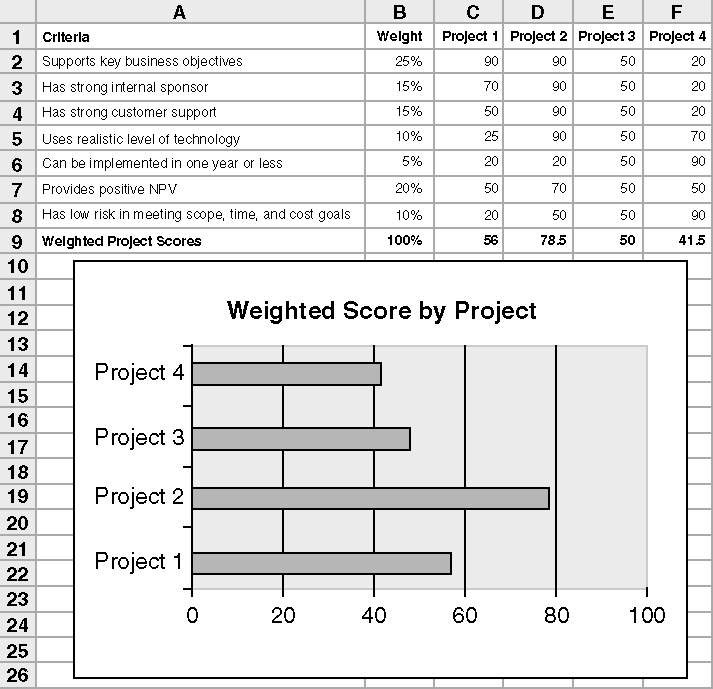 A B C D E F
1 Criteria Weight Project 1 Project 2 Project 3 Project 4
2 Supports key business objectives 25% 90 90 50 20
3 Has strong internal sponsor 15% 70 90 50 20
4 Has strong customer support 15% 50 90 50 20
5 Uses realistic level of technology 10% 25 90 50 70
6 Can be implemented in one year or less 5% 20 20 50 90
7 Provides positive NPV 20% 50 70 50 50
8 Has low risk in meeting scope, time, and cost goals 10% 20 50 50 90
9 Weighted Project Scores 100% 56 78.5 50 41.5
10
11
12 Weighted Score by Project
13
14 Project 4
15
16
17 Project 3
18
19 Project 2
20
21
22 Project 1
23
24 0 20 40 60 80 100
25
26